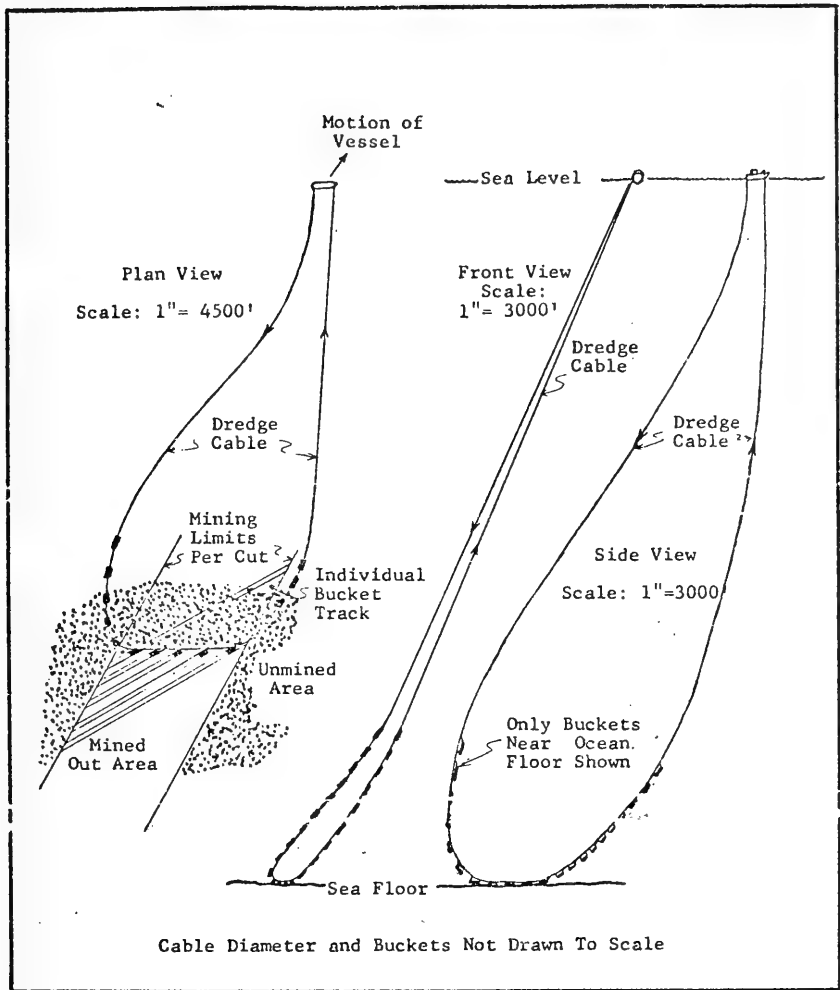 Motion of
Vessel
Sea Level
Plan View
Scale: 1"= 4500'
Front View
Scale:
1"= 3000'
Dredge
Cable
Dredge
Cable
Dredge
Cable
Mining
Limits
Per Cut
Individual
Bucket
Track
Side View
Scale: 1"=3000'
Unmined
Area
Mined
Out Area
Only Buckets
Near Ocean.
Floor Shown
Sea Floor
Cable Diameter and Buckets Not Drawn To Scale